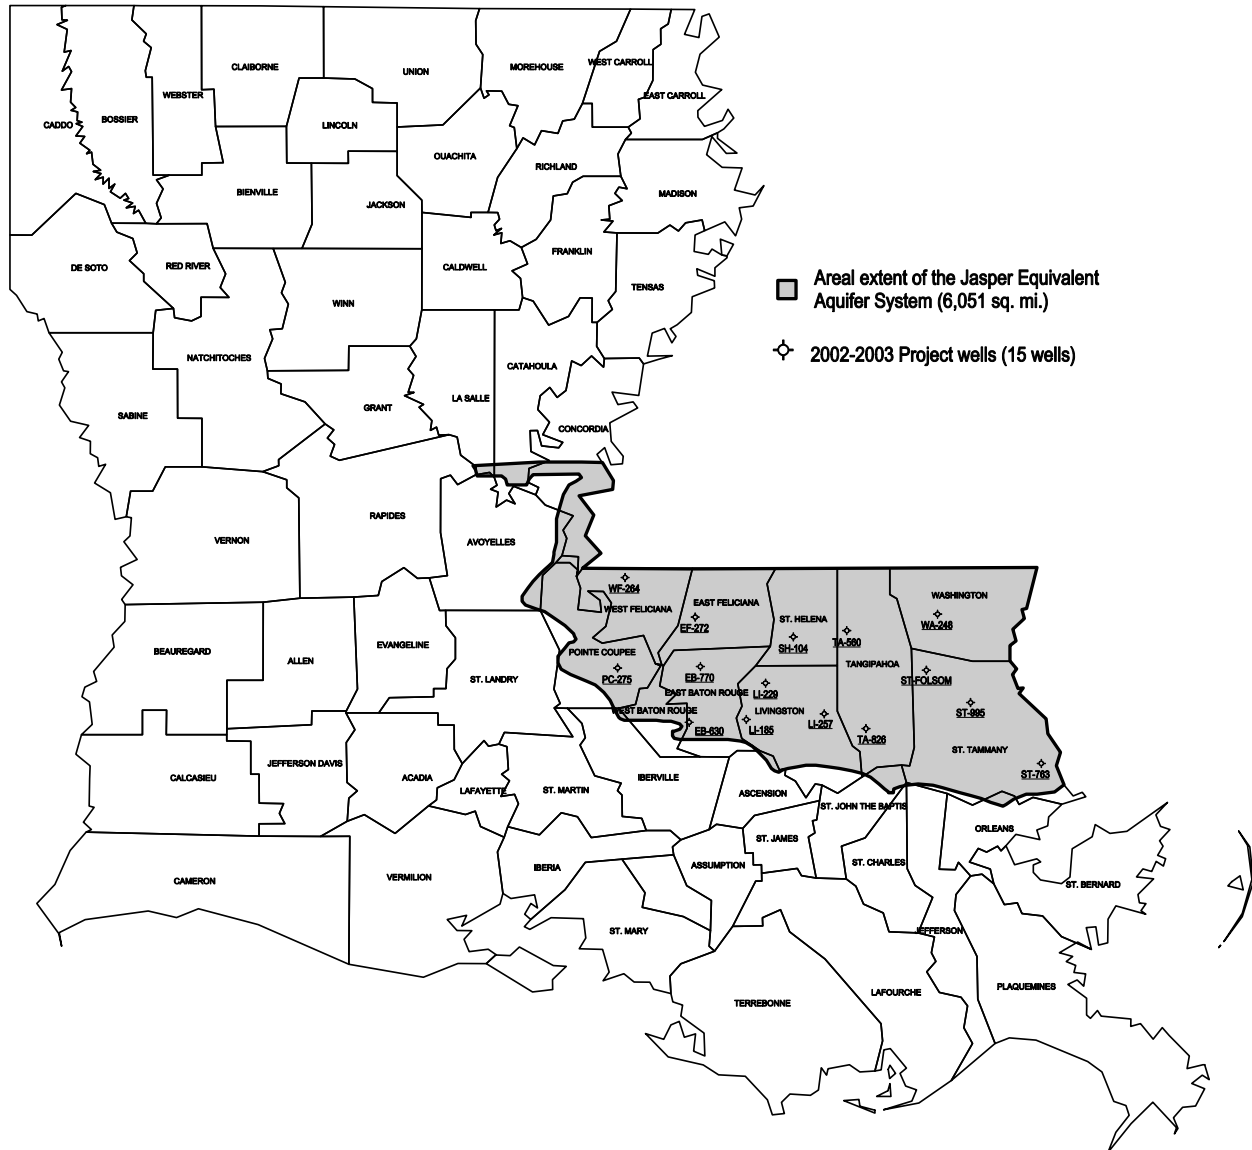 CLAIBORNE
UNION
MOREHOUSE
WEST CARROLL
WEBSTER
EAST CARROLL
CADDO
BOSSIER
LINCOLN
OUACHITA
RICHLAND
BIENVILLE
JACKSON
MADISON
DE SOTO
RED RIVER
CALDWELL
FRANKLIN
TENSAS
Areal extent of the Jasper Equivalent
Aquifer System (6,051 sq. mi.)
WINN
2002-2003 Project wells (15 wells)
NATCHITOCHES
CATAHOULA
SABINE
GRANT
LA SALLE
CONCORDIA
VERNON
RAPIDES
AVOYELLES
WF-264
WEST FELICIANA
EAST FELICIANA
WASHINGTON
EF-272
ST. HELENA
WA-248
BEAUREGARD
ALLEN
EVANGELINE
POINTE COUPEE
SH-104
TA-560
TANGIPAHOA
ST. LANDRY
PC-275
EB-770
ST-FOLSOM
EAST BATON ROUGE
LI-229
WEST BATON ROUGE
LIVINGSTON
ST-995
EB-630
LI-185
LI-257
TA-826
ST. TAMMANY
CALCASIEU
JEFFERSON DAVIS
ACADIA
LAFAYETTE
ST. MARTIN
IBERVILLE
ASCENSION
ST-763
ST. JOHN THE BAPTIS
ORLEANS
ST. JAMES
CAMERON
VERMILION
IBERIA
ASSUMPTION
ST. CHARLES
ST. BERNARD
ST. MARY
JEFFERSON
TERREBONNE
LAFOURCHE
PLAQUEMINES